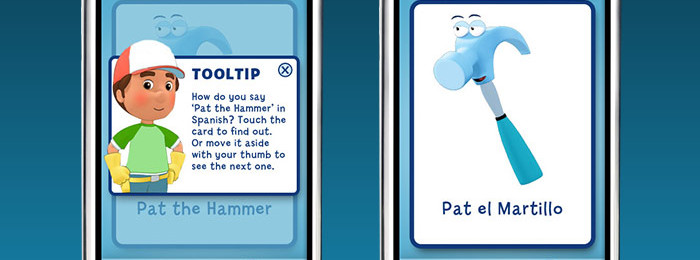 TOOLTIP
How do you say
'Pat the Hammer' in
Spanish? Touch the
card to find out.
Or move it aside
with your thumb to
see the next one.
Pat the Hammer
Pat el Martillo